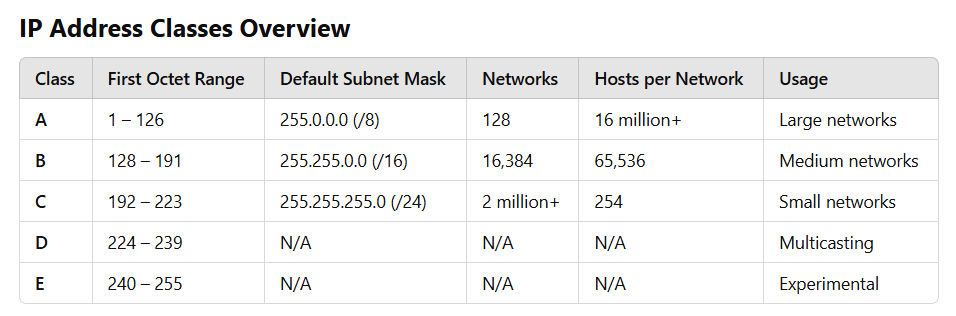 IP Address Classes Overview
Class First Octet Range Default Subnet Mask Networks Hosts per Network Usage
A 1 – 126 255.0.0.0 (/8) 128 16 million+ Large networks
B 128 – 191 255.255.0.0 (/16) 16,384 65,536 Medium networks
C 192 – 223 255.255.255.0 (/24) 2 million+ 254 Small networks
D 224 – 239 N/A N/A N/A Multicasting
E 240 – 255 N/A N/A N/A Experimental